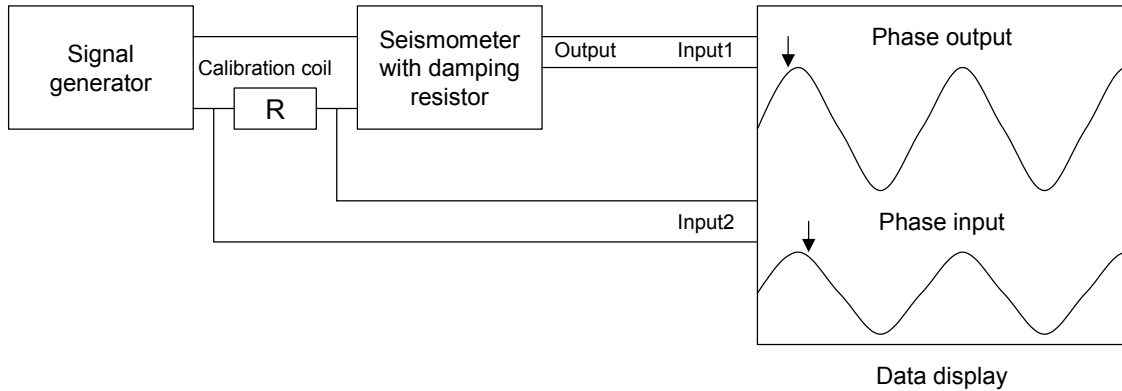 Signal
generator
Calibration coil
R
Seismometer
with damping
resistor
Output
Input1
Input2
Phase output
Phase input
Data display